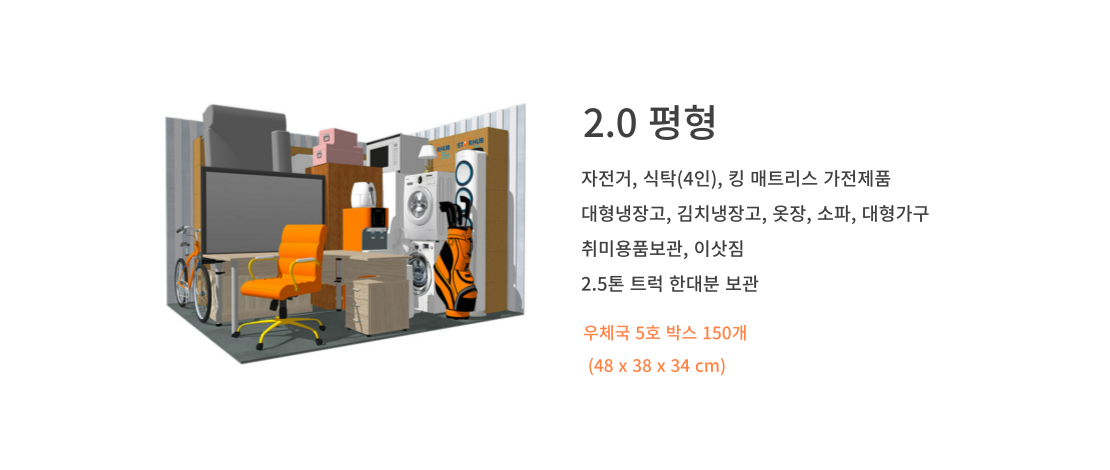 2.0 평형
자전거, 식탁(4인), 킹 매트리스 가전제품
대형냉장고, 김치냉장고, 옷장, 소파, 대형가구
취미용품보관, 이삿짐
2.5톤 트럭 한대분 보관
우체국 5호 박스 150개
(48 x 38 x 34 cm)